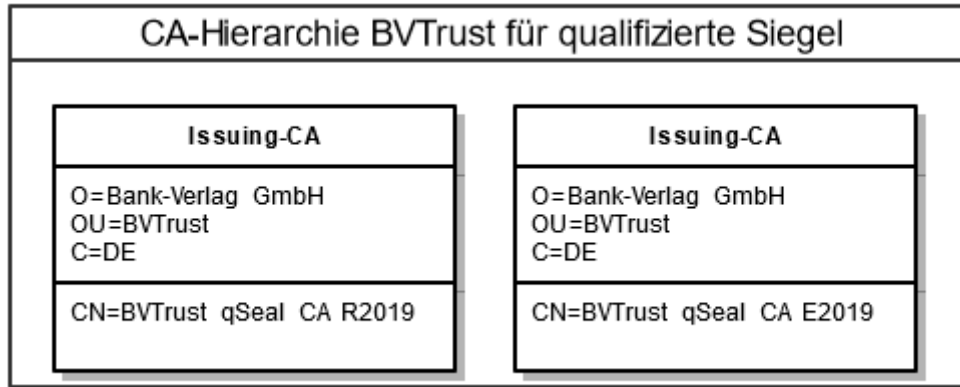 CA-Hierarchie BVTrust für qualifizierte Siegel
Issuing-CA
O=Bank-Verlag GmbH
OU=BVTrust
C=DE
CN=BVTrust qSeal CA R2019
Issuing-CA
O=Bank-Verlag GmbH
OU=BVTrust
C=DE
CN=BVTrust qSeal CA E2019